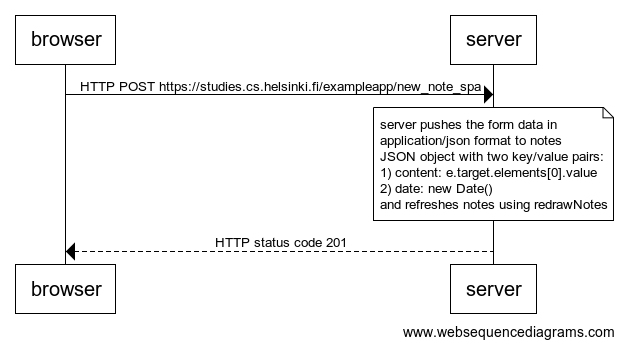 browser
server
HTTP POST https://studies.cs.helsinki.fi/exampleapp/new_note_spa
server pushes the form data in
application/json format to notes
JSON object with two key/value pairs:
1) content: e.target.elements[0].value
2) date: new Date()
and refreshes notes using redrawNotes
HTTP status code 201
browser
server
www.websequencediagrams.com